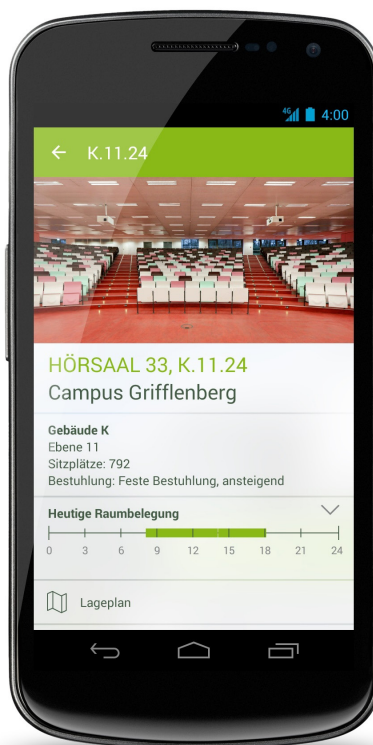 4G 4:00
K.11.24
HÖRSAAL 33, K.11.24
Campus Grifflenberg
Gebäude K
Ebene 11
Sitzplätze: 792
Bestuhlung: Feste Bestuhlung, ansteigend
Heutige Raumbelegung
0 3 6 9 12 15 18 21 24
Lageplan